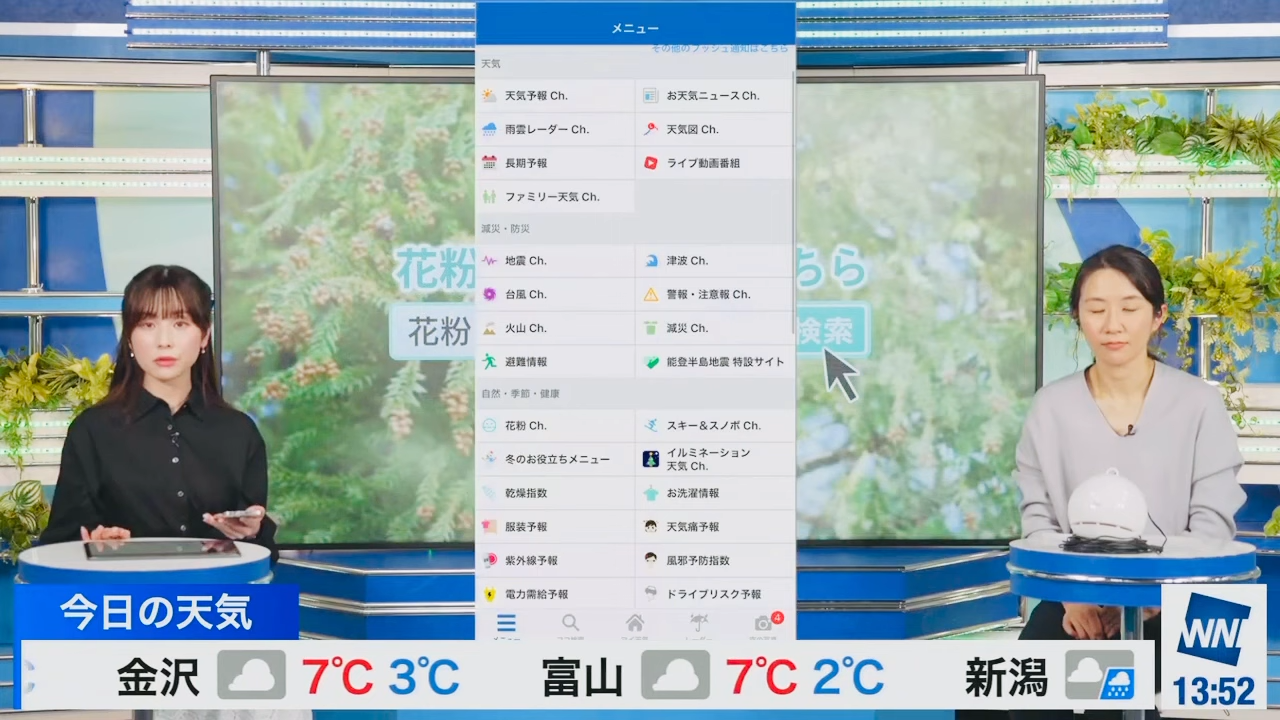 メニュー
その他のプッシュ通知はこちら
天気
天気予報 Ch.
お天気ニュース Ch.
雨雲レーダー Ch.
天気図 Ch.
長期予報
ライブ動画番組
ファミリー天気 Ch.
減災・防災
地震 Ch.
津波 Ch.
台風 Ch.
警報・注意報 Ch.
火山 Ch.
減災 Ch.
避難情報
能登半島地震 特設サイト
自然・季節・健康
花粉 Ch.
スキー&スノボ Ch.
冬のお役立ちメニュー
イルミネーション
天気 Ch.
乾燥指数
お洗濯情報
服装予報
天気痛予報
紫外線予報
風邪予防指数
電力需給予報
ドライブリスク予報
メニュー
4
花粉
ちら
花粉
検索
今日の天気
金沢 7℃ 3℃ 富山 7℃ 2℃ 新潟
WNI
13:52